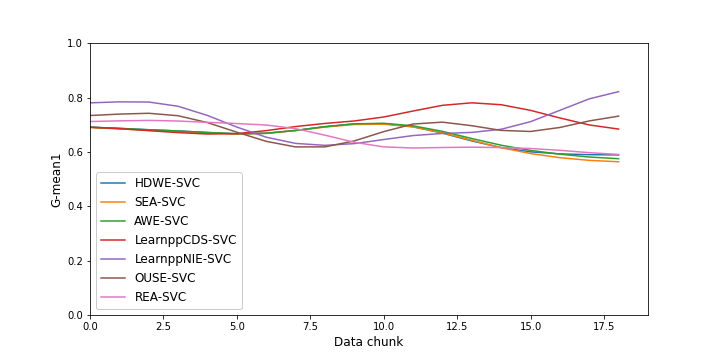 1.0
0.8
0.6
0.4
0.2
0.0
G-mean1
HDWE-SVC
SEA-SVC
AWE-SVC
LearnppCDS-SVC
LearnppNIE-SVC
OUSE-SVC
REA-SVC
0.0 2.5 5.0 7.5 10.0 12.5 15.0 17.5
Data chunk